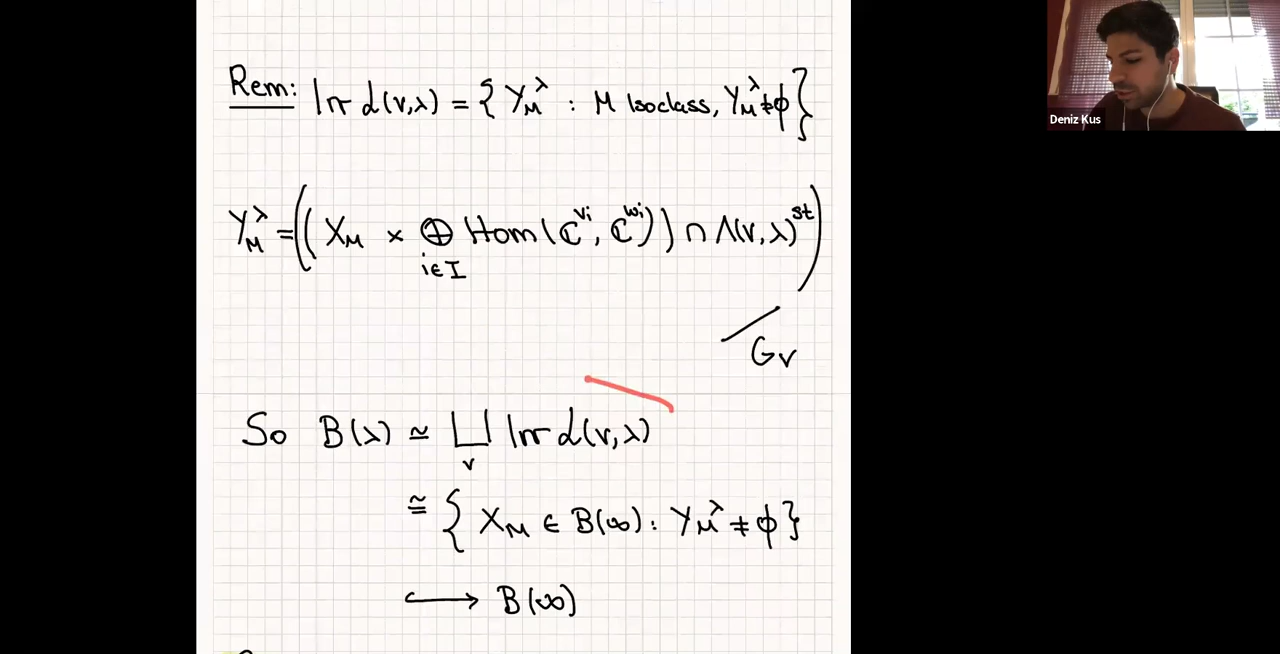 Rem: Irr 𝓛(v,λ) = { Y_M^λ : M Isoclass, Y_M^λ ≠ ϕ }
Y_M^λ = (( X_M × ⊕_{i∈I} Hom(ℂ^{v_i}, ℂ^{w_i}) ) ∩ Λ(v,λ)^{st} )
/ G_v
So B(λ) ≅ ⊔_v Irr 𝓛(v,λ)
≅ { X_M ∈ B(∞) : Y_M^λ ≠ ϕ }
↪ B(∞)
Deniz Kus